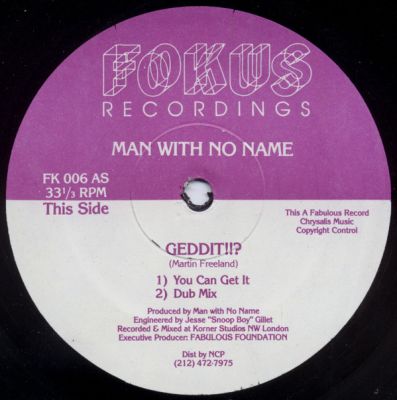 FOKUS
RECORDINGS
MAN WITH NO NAME
FK 006 AS
33 1/3 RPM
This Side
This A Fabulous Record
Chrysalis Music
Copyright Control
GEDDIT!!?
(Martin Freeland)
1) You Can Get It
2) Dub Mix
Produced by Man with No Name
Engineered by Jesse "Snoop Boy" Gillet
Recorded & Mixed at Korner Studios NW London
Executive Producer: FABULOUS FOUNDATION
Dist by NCP
(212) 472-7975